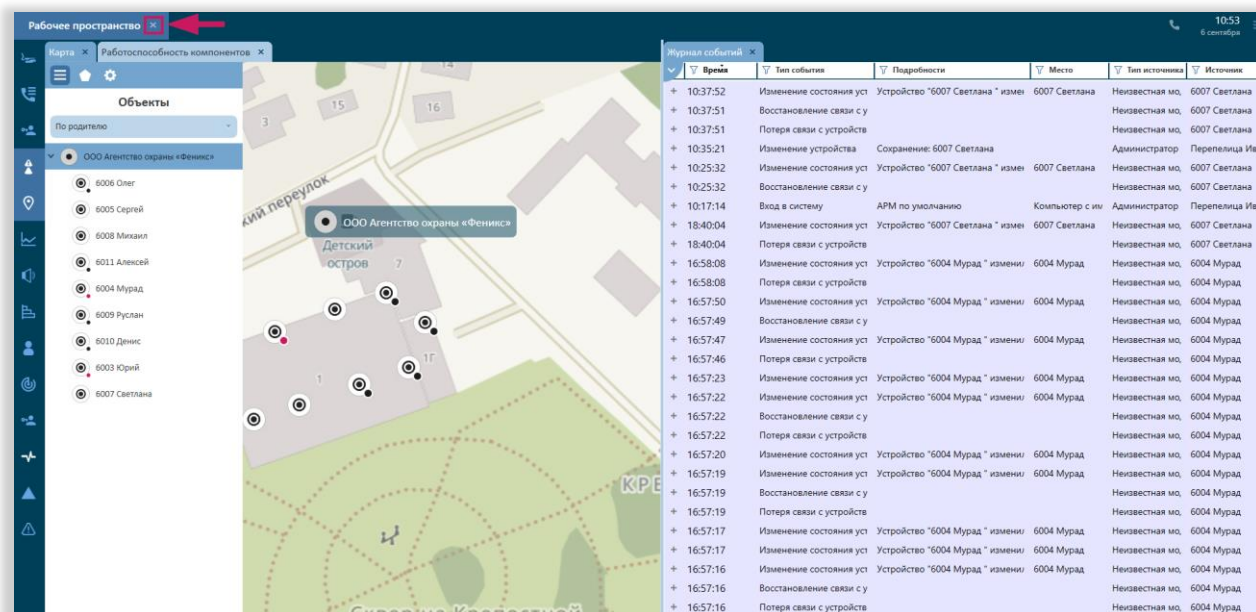 Рабочее пространство ×
10:53
6 сентября
Карта × Работоспособность компонентов ×
Журнал событий ×
Объекты
По родителю
ООО Агентство охраны «Феникс»
6006 Олег
6005 Сергей
6008 Михаил
6011 Алексей
6004 Мурад
6009 Руслан
6010 Денис
6003 Юрий
6007 Светлана
14
15
16
3
кий переулок
ООО Агентство охраны «Феникс»
Детский
остров
7
1Г
1
КРЕ
Время Тип события Подробности Место Тип источника Источник
+ 10:37:52 Изменение состояния уст Устройство "6007 Светлана " измен 6007 Светлана Неизвестная мо, 6007 Светлана
+ 10:37:51 Восстановление связи с у Неизвестная мо, 6007 Светлана
+ 10:37:51 Потеря связи с устройств Неизвестная мо, 6007 Светлана
+ 10:35:21 Изменение устройства Сохранение: 6007 Светлана Администратор Перепелица Ив
+ 10:25:32 Изменение состояния уст Устройство "6007 Светлана " измен 6007 Светлана Неизвестная мо, 6007 Светлана
+ 10:25:32 Восстановление связи с у Неизвестная мо, 6007 Светлана
+ 10:17:14 Вход в систему АРМ по умолчанию Компьютер с им Администратор Перепелица Ив
+ 18:40:04 Изменение состояния уст Устройство "6007 Светлана " измен 6007 Светлана Неизвестная мо, 6007 Светлана
+ 18:40:04 Потеря связи с устройств Неизвестная мо, 6007 Светлана
+ 16:58:08 Изменение состояния уст Устройство "6004 Мурад " измени 6004 Мурад Неизвестная мо, 6004 Мурад
+ 16:58:08 Потеря связи с устройств Неизвестная мо, 6004 Мурад
+ 16:57:50 Изменение состояния уст Устройство "6004 Мурад " измени 6004 Мурад Неизвестная мо, 6004 Мурад
+ 16:57:49 Восстановление связи с у Неизвестная мо, 6004 Мурад
+ 16:57:47 Изменение состояния уст Устройство "6004 Мурад " измени 6004 Мурад Неизвестная мо, 6004 Мурад
+ 16:57:46 Потеря связи с устройств Неизвестная мо, 6004 Мурад
+ 16:57:23 Изменение состояния уст Устройство "6004 Мурад " измени 6004 Мурад Неизвестная мо, 6004 Мурад
+ 16:57:22 Изменение состояния уст Устройство "6004 Мурад " измени 6004 Мурад Неизвестная мо, 6004 Мурад
+ 16:57:22 Восстановление связи с у Неизвестная мо, 6004 Мурад
+ 16:57:22 Потеря связи с устройств Неизвестная мо, 6004 Мурад
+ 16:57:20 Изменение состояния уст Устройство "6004 Мурад " измени 6004 Мурад Неизвестная мо, 6004 Мурад
+ 16:57:19 Изменение состояния уст Устройство "6004 Мурад " измени 6004 Мурад Неизвестная мо, 6004 Мурад
+ 16:57:19 Восстановление связи с у Неизвестная мо, 6004 Мурад
+ 16:57:19 Потеря связи с устройств Неизвестная мо, 6004 Мурад
+ 16:57:17 Изменение состояния уст Устройство "6004 Мурад " измени 6004 Мурад Неизвестная мо, 6004 Мурад
+ 16:57:17 Изменение состояния уст Устройство "6004 Мурад " измени 6004 Мурад Неизвестная мо, 6004 Мурад
+ 16:57:16 Изменение состояния уст Устройство "6004 Мурад " измени 6004 Мурад Неизвестная мо, 6004 Мурад
+ 16:57:16 Восстановление связи с у Неизвестная мо, 6004 Мурад
+ 16:57:16 Потеря связи с устройств Неизвестная мо, 6004 Мурад